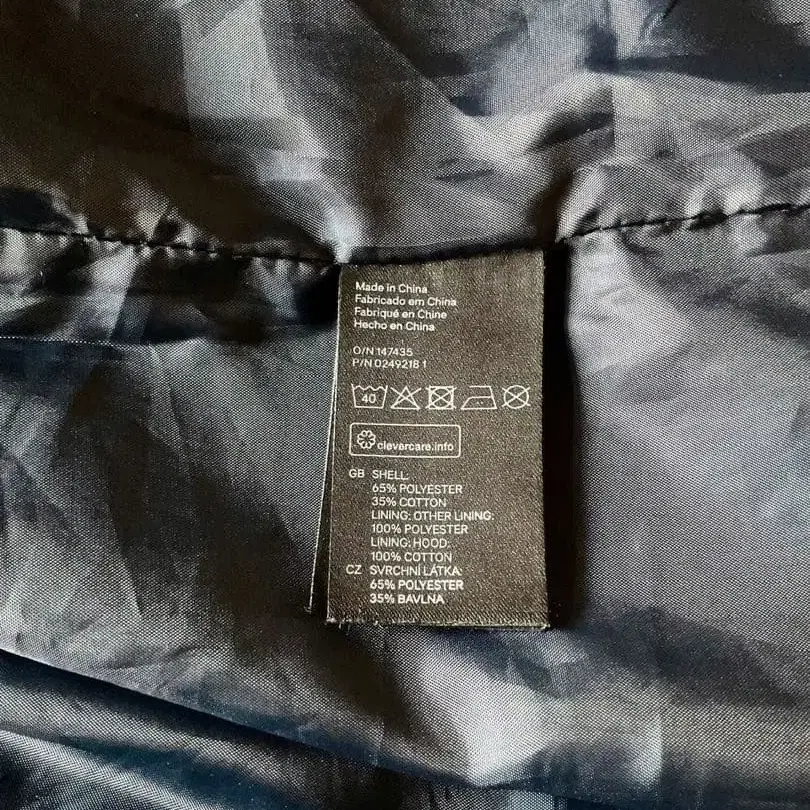 Made in China
Fabricado em China
Fabriqué en Chine
Hecho en China
O/N 147435
P/N 0249218 1
40
clevercare.info
GB SHELL:
65% POLYESTER
35% COTTON
LINING: OTHER LINING:
100% POLYESTER
LINING: HOOD:
100% COTTON
CZ SVRCHNÍ LÁTKA:
65% POLYESTER
35% BAVLNA